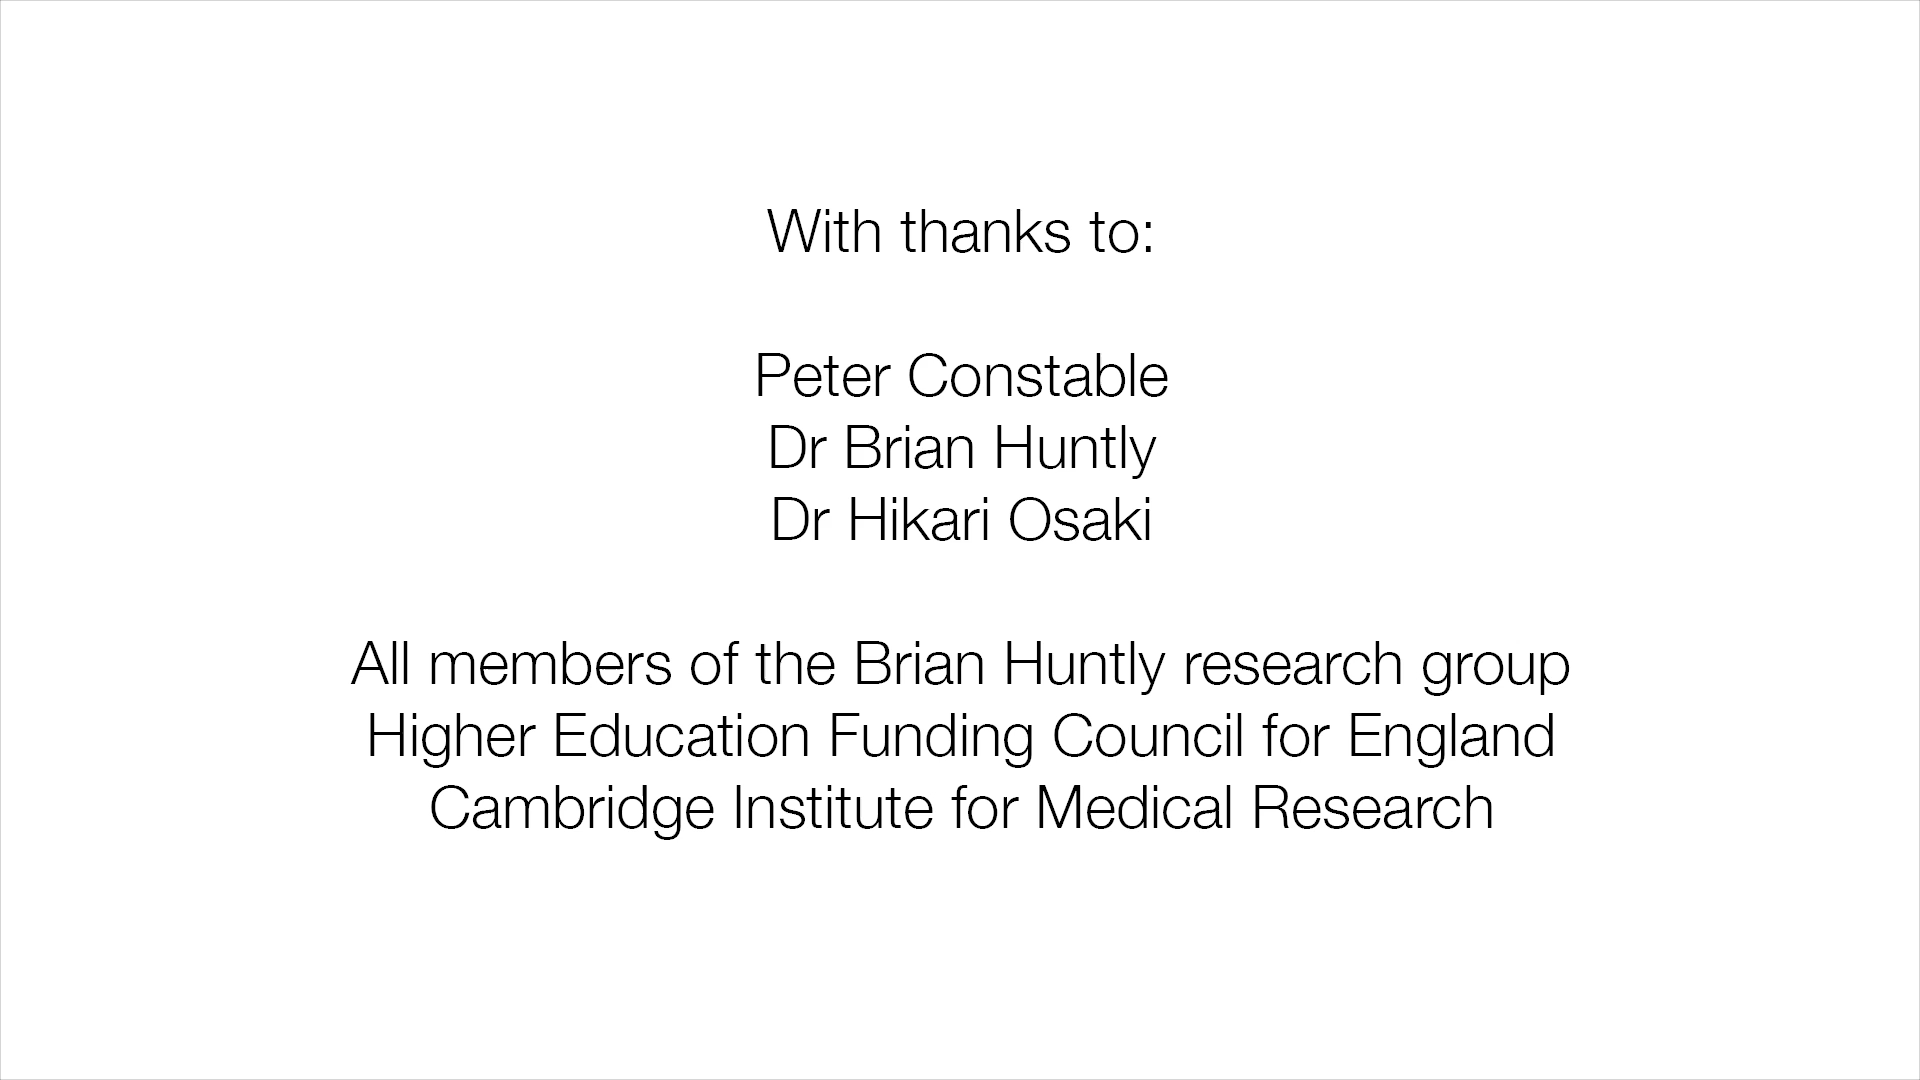 With thanks to:
Peter Constable
Dr Brian Huntly
Dr Hikari Osaki
All members of the Brian Huntly research group
Higher Education Funding Council for England
Cambridge Institute for Medical Research